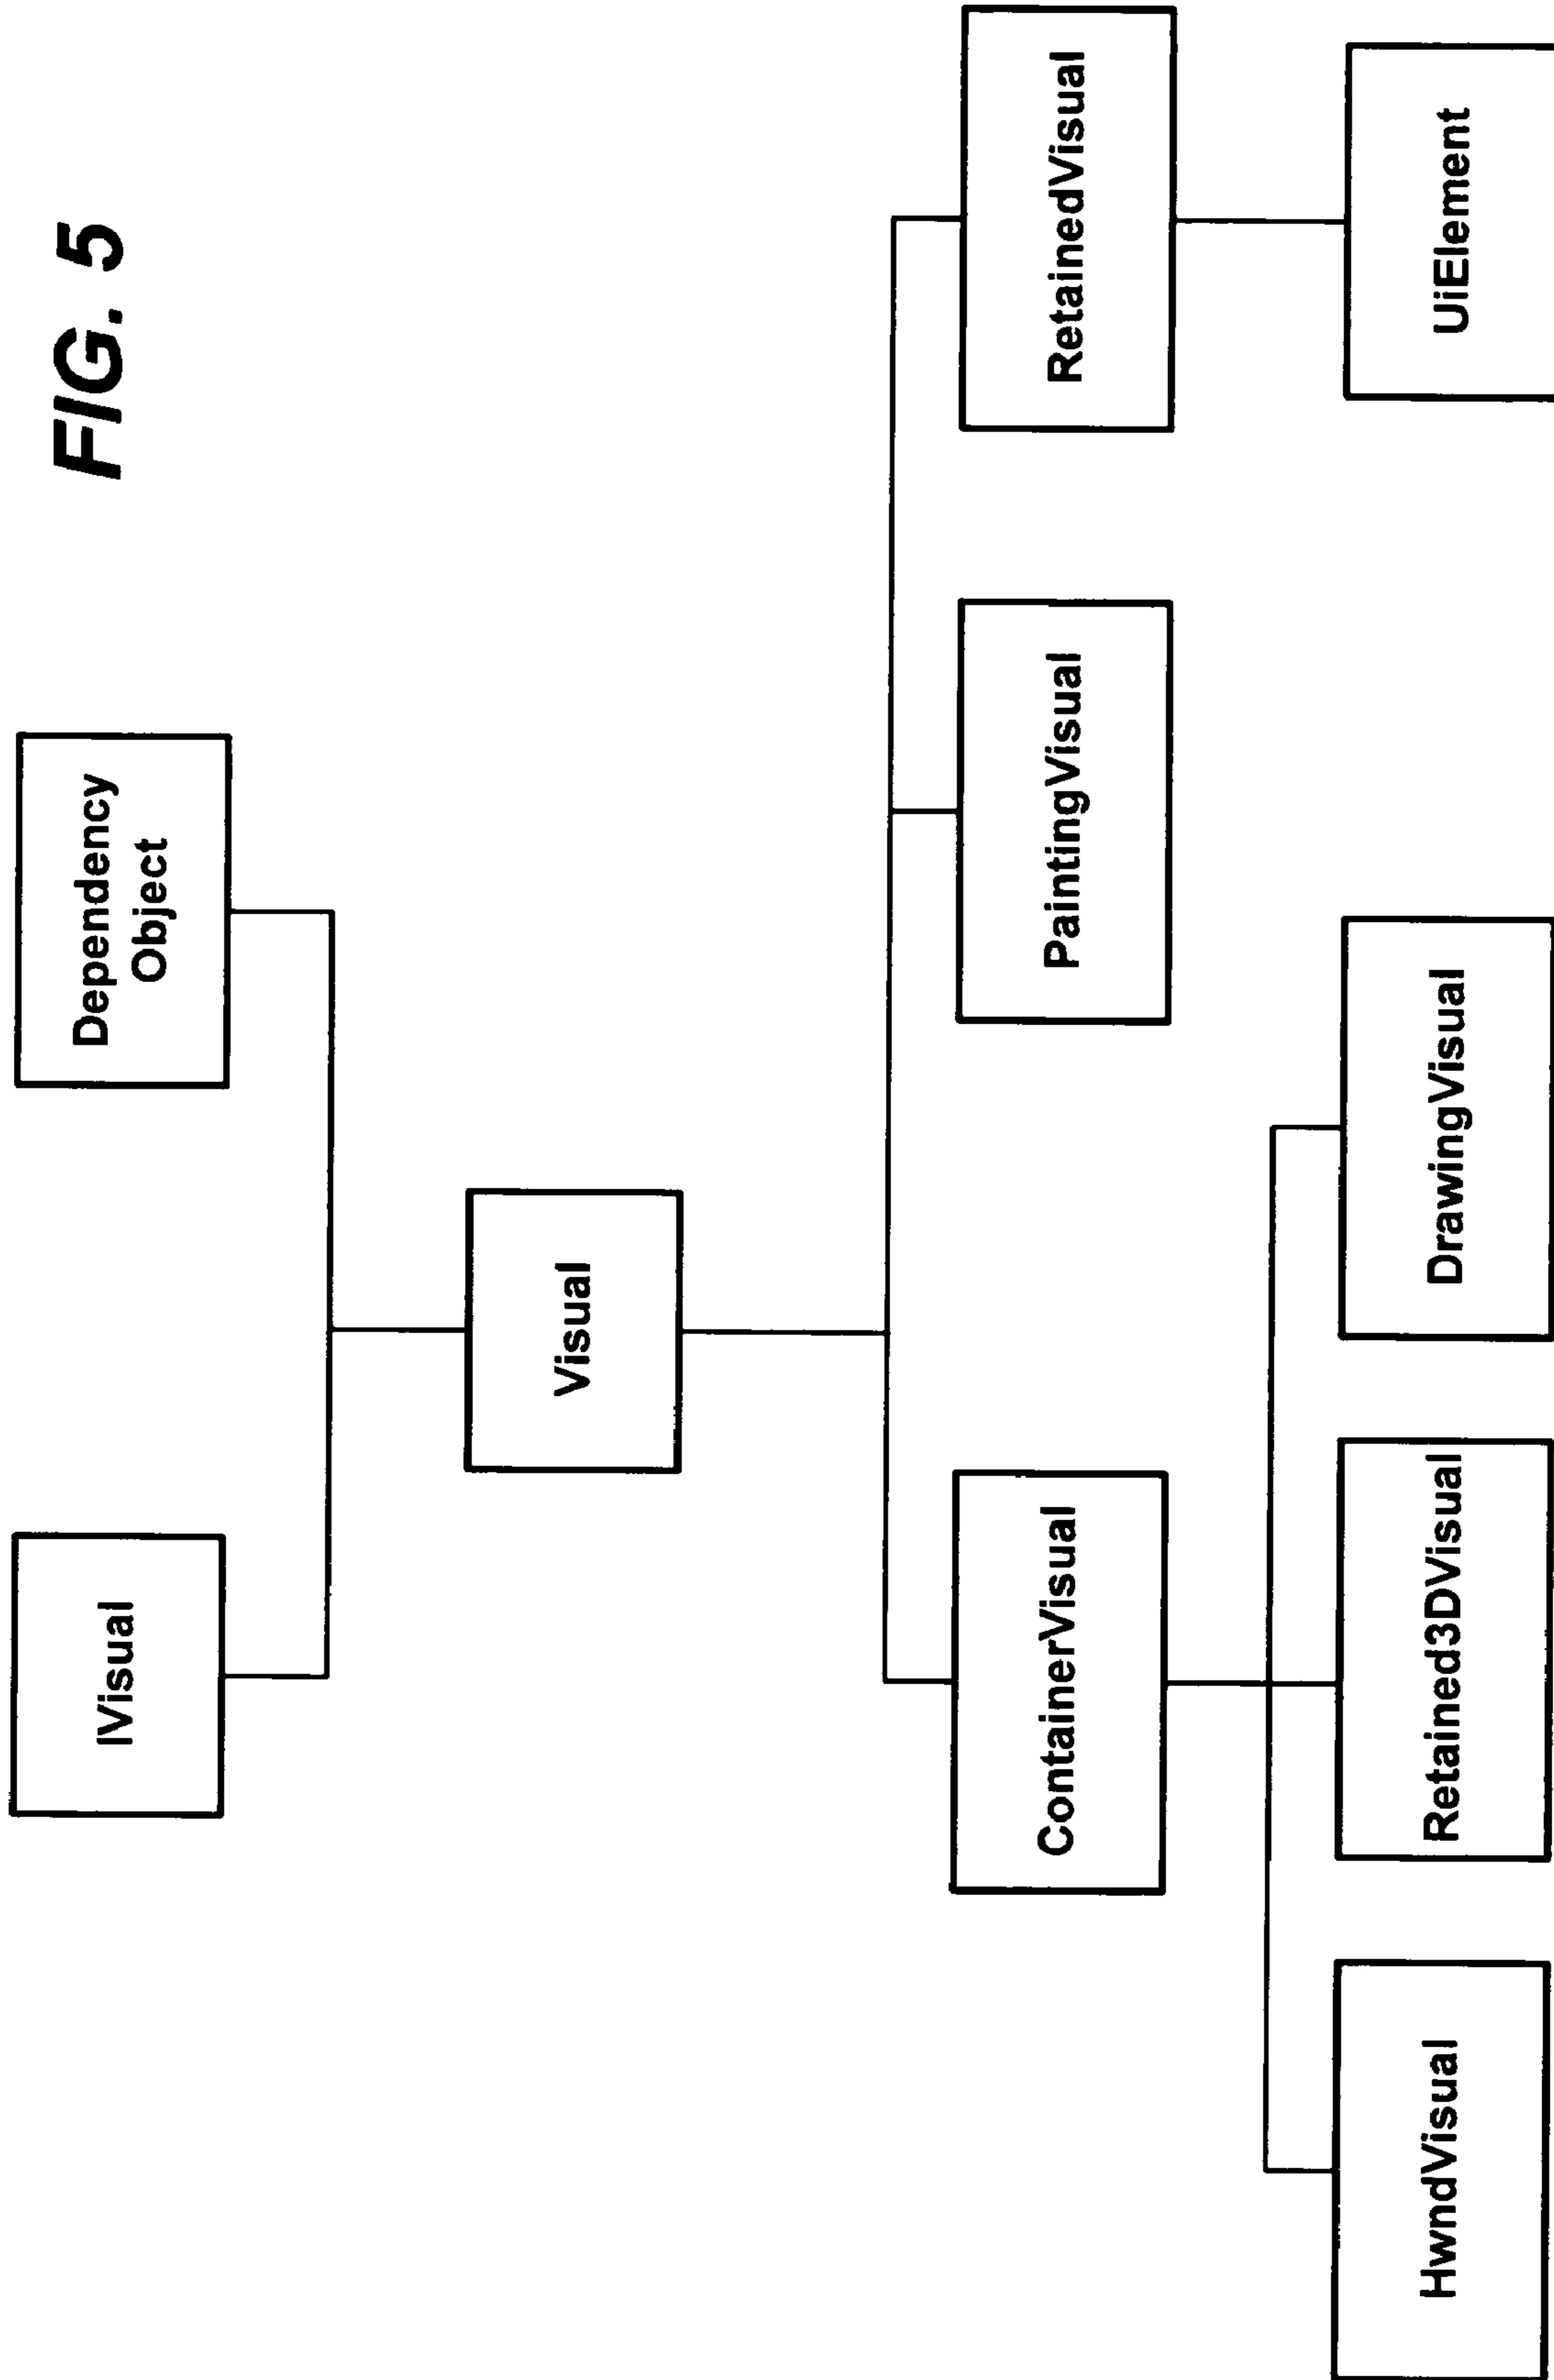 FIG. 5
IVisual
Dependency
Object
Visual
ContainerVisual
PaintingVisual
RetainedVisual
HwndVisual
Retained3DVisual
DrawingVisual
UiElement